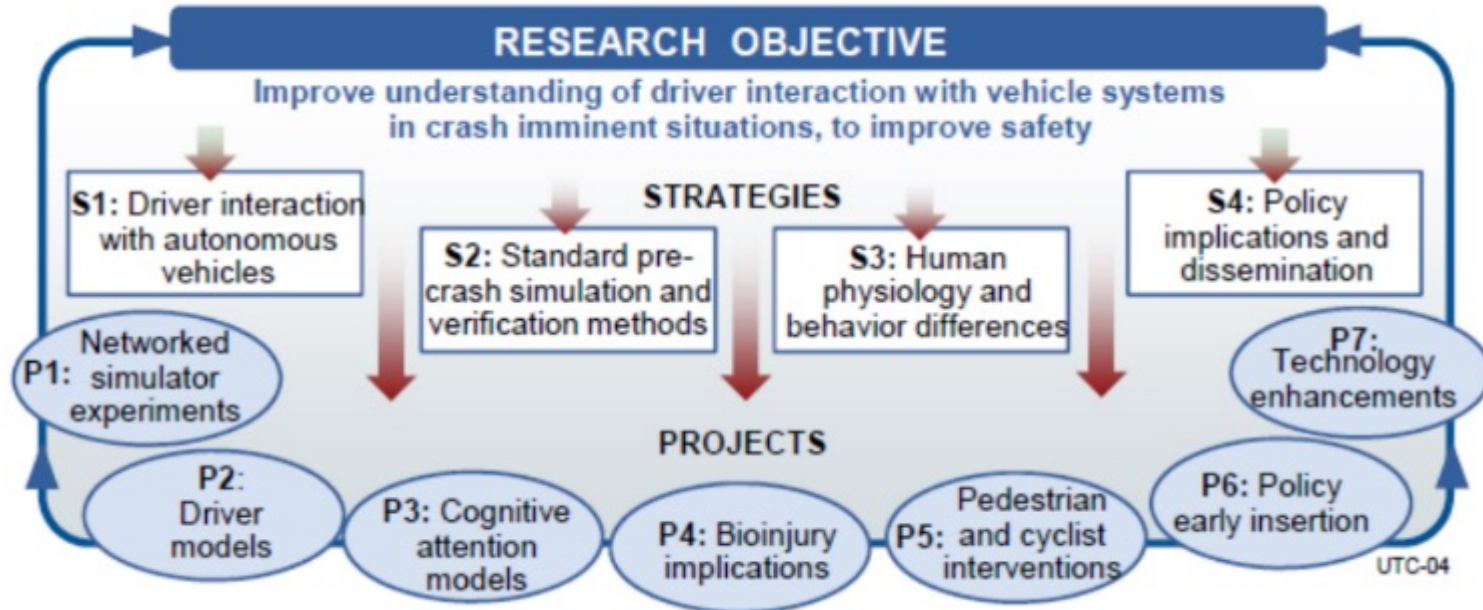 RESEARCH OBJECTIVE
Improve understanding of driver interaction with vehicle systems
in crash imminent situations, to improve safety
STRATEGIES
S1: Driver interaction
with autonomous
vehicles
S2: Standard pre-
crash simulation and
verification methods
S3: Human
physiology and
behavior differences
S4: Policy
implications and
dissemination
PROJECTS
Networked
P1: simulator
experiments
P2:
Driver
models
P3: Cognitive
attention
models
P4: Bioinjury
implications
Pedestrian
P5: and cyclist
interventions
P6: Policy
early insertion
P7:
Technology
enhancements
UTC-04